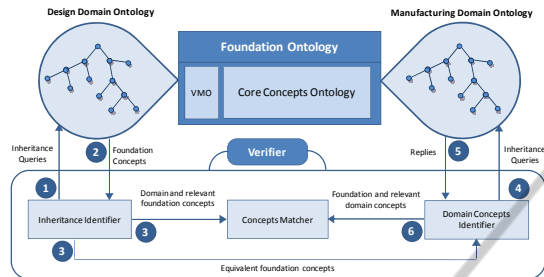 Design Domain Ontology
Manufacturing Domain Ontology
Foundation Ontology
VMO
Core Concepts Ontology
Inheritance
Queries
2
Foundation
Concepts
Verifier
5
Replies
Inheritance
Queries
1
4
Domain and relevant
foundation concepts
Foundation and relevant
domain concepts
Inheritance Identifier
3
Concepts Matcher
6
Domain Concepts
Identifier
3
Equivalent foundation concepts